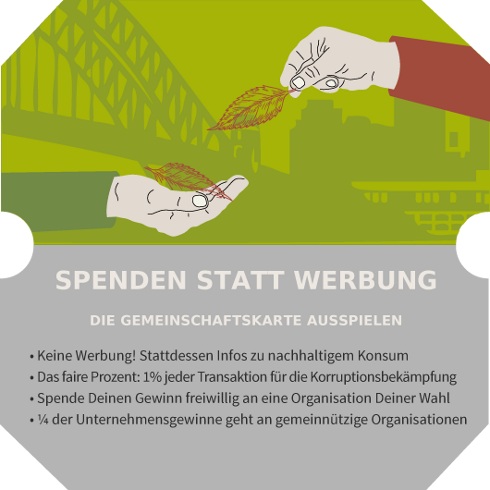 SPENDEN STATT WERBUNG
DIE GEMEINSCHAFTSKARTE AUSSPIELEN
• Keine Werbung! Stattdessen Infos zu nachhaltigem Konsum
• Das faire Prozent: 1% jeder Transaktion für die Korruptionsbekämpfung
• Spende Deinen Gewinn freiwillig an eine Organisation Deiner Wahl
• ¼ der Unternehmensgewinne geht an gemeinnützige Organisationen